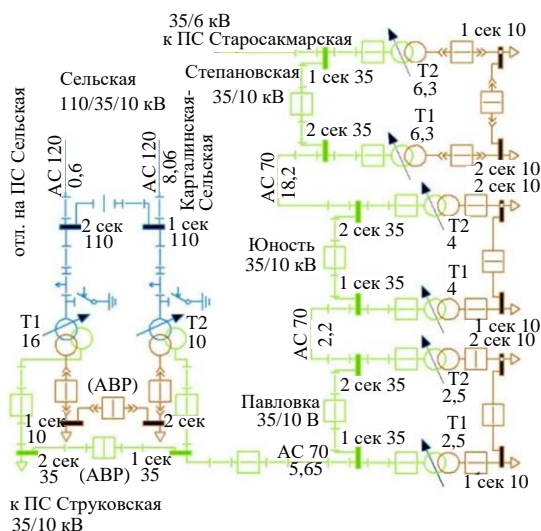 35/6 кВ
к ПС Старосакмарская
1 сек 10
Степановская
35/10 кВ
1 сек 35
Т2
6,3
Сельская
110/35/10 кВ
Т1
6,3
2 сек 35
2 сек 10
отп. на ПС Сельская
АС 120
0,6
АС 120
8,06
Каргалинская-
Сельская
АС 70
18,2
2 сек 10
2 сек 35
Т2
4
2 сек
110
1 сек
110
Юность
35/10 кВ
Т1
4
1 сек 35
1 сек 10
Т1
16
Т2
10
АС 70
2,2
2 сек 10
2 сек 35
Т2
2,5
(АВР)
Павловка
35/10 В
1 сек
10
2 сек
Т1
2,5
1 сек 35
2 сек
35
(АВР)
1 сек
35
АС 70
5,65
1 сек 10
к ПС Струковская
35/10 кВ